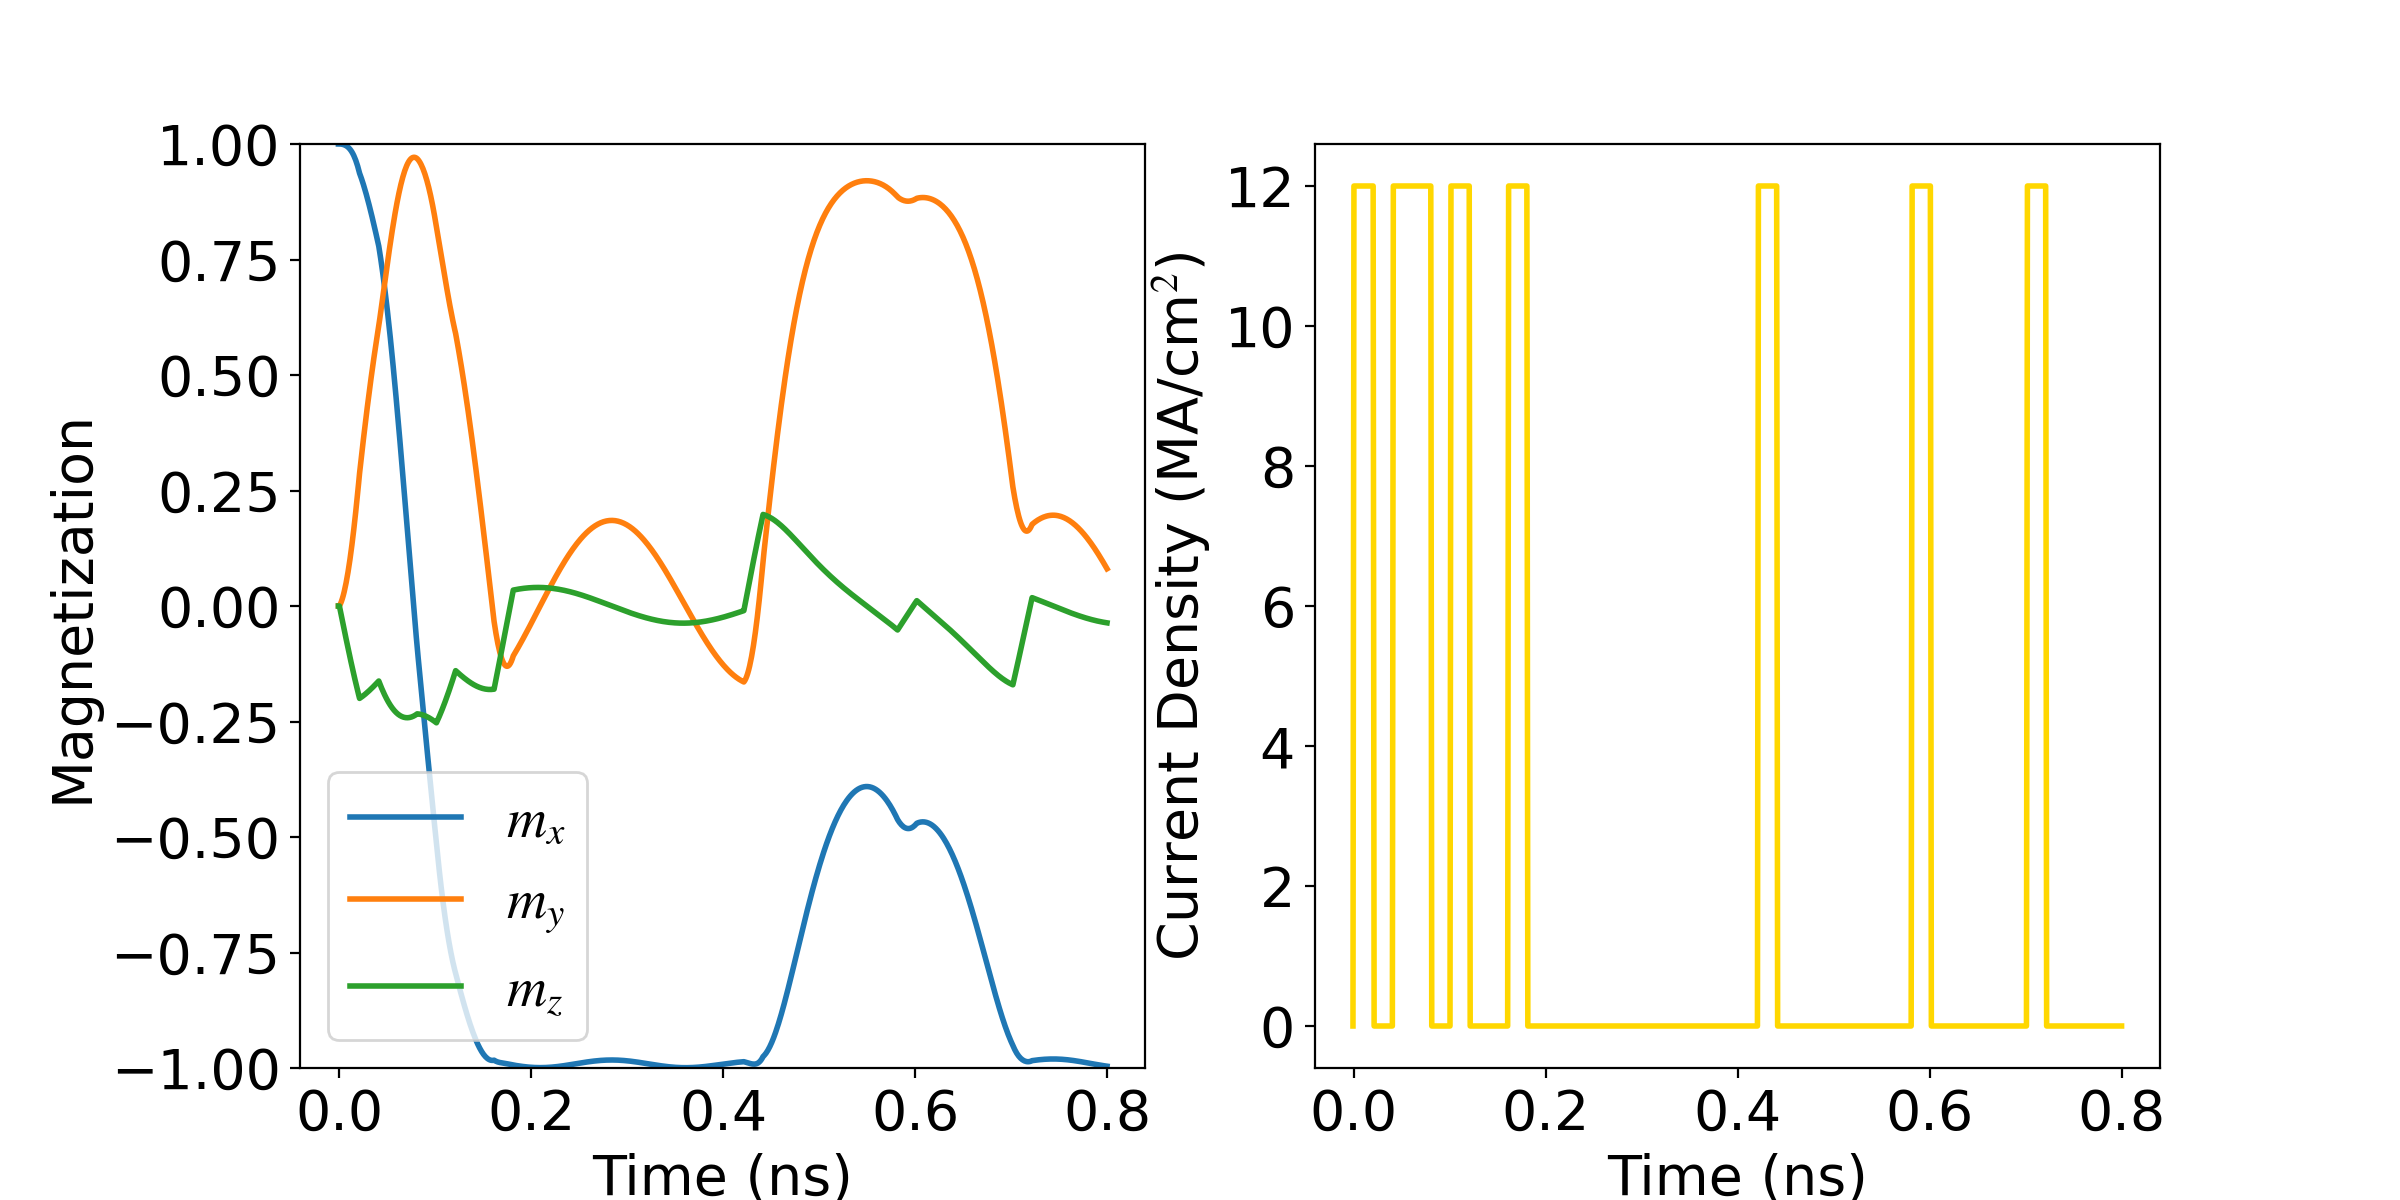 Magnetization
1.00
0.75
0.50
0.25
0.00
−0.25
−0.50
−0.75
−1.00
0.0 0.2 0.4 0.6 0.8
Time (ns)
m_x
m_y
m_z
Current Density (MA/cm²)
12
10
8
6
4
2
0
0.0 0.2 0.4 0.6 0.8
Time (ns)